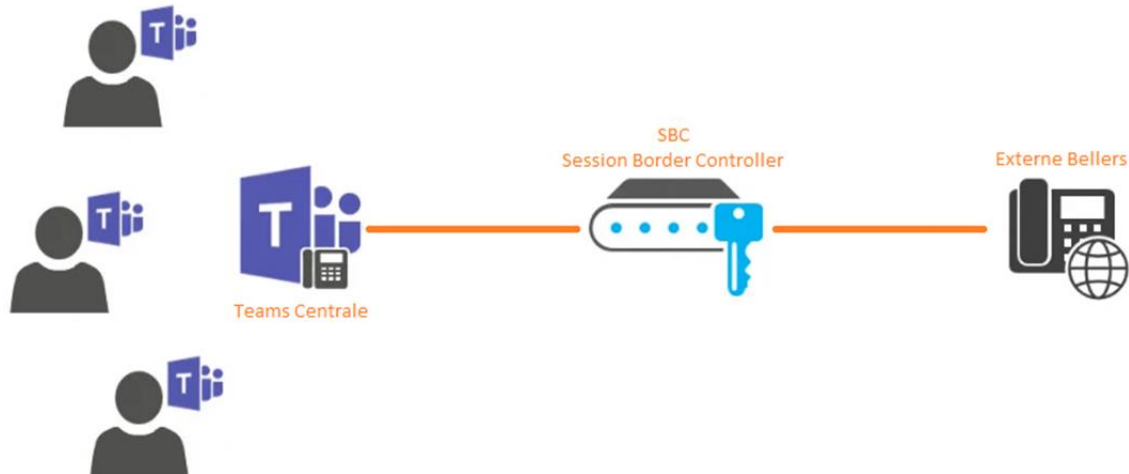 T
SBC
Session Border Controller
Externe Bellers
T
T
Teams Centrale
T